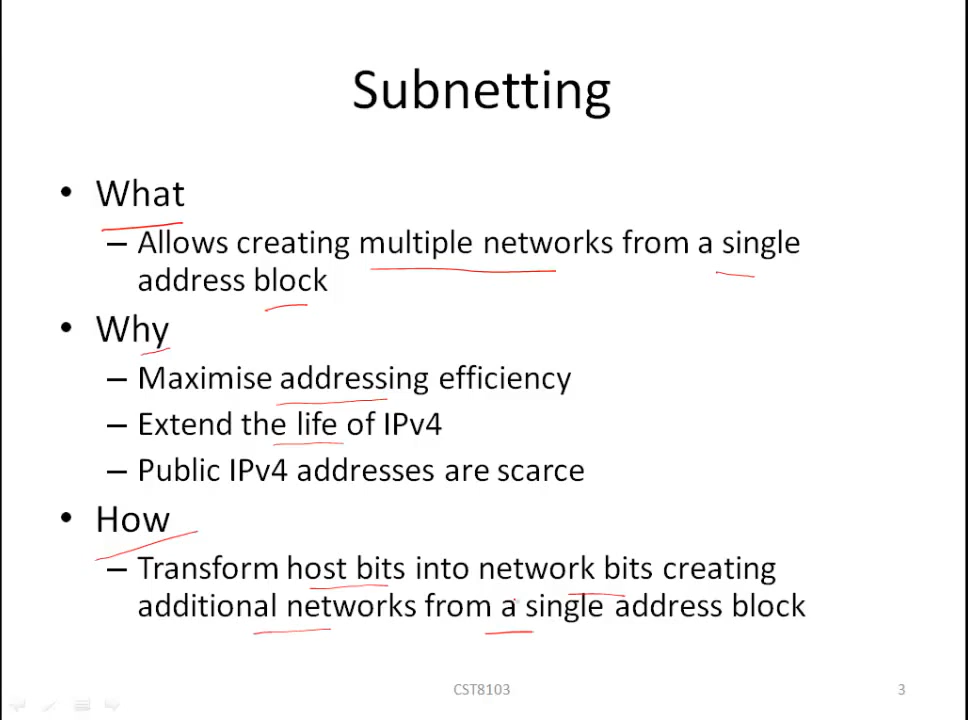 Subnetting
• What
– Allows creating multiple networks from a single
address block
• Why
– Maximise addressing efficiency
– Extend the life of IPv4
– Public IPv4 addresses are scarce
• How
– Transform host bits into network bits creating
additional networks from a single address block
CST8103
3